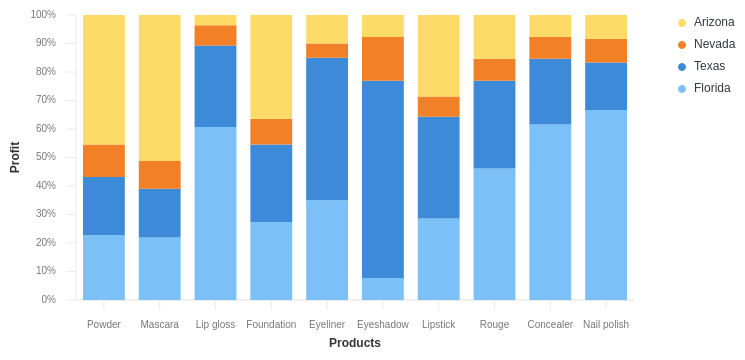 100%
90%
80%
70%
60%
50%
40%
30%
20%
10%
0%
Profit
Powder Mascara Lip gloss Foundation Eyeliner Eyeshadow Lipstick Rouge Concealer Nail polish
Products
Arizona
Nevada
Texas
Florida